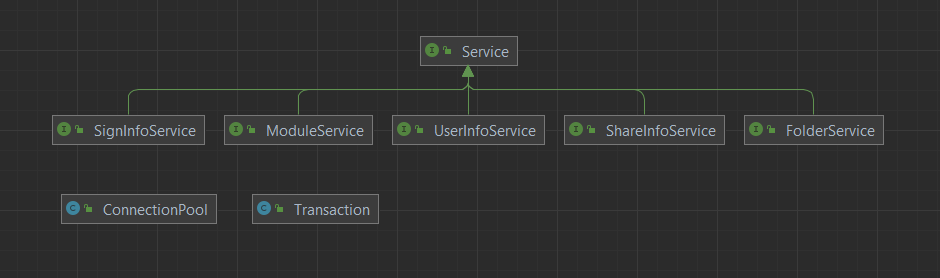 I Service
I SignInfoService
I ModuleService
I UserInfoService
I ShareInfoService
I FolderService
C ConnectionPool
C Transaction